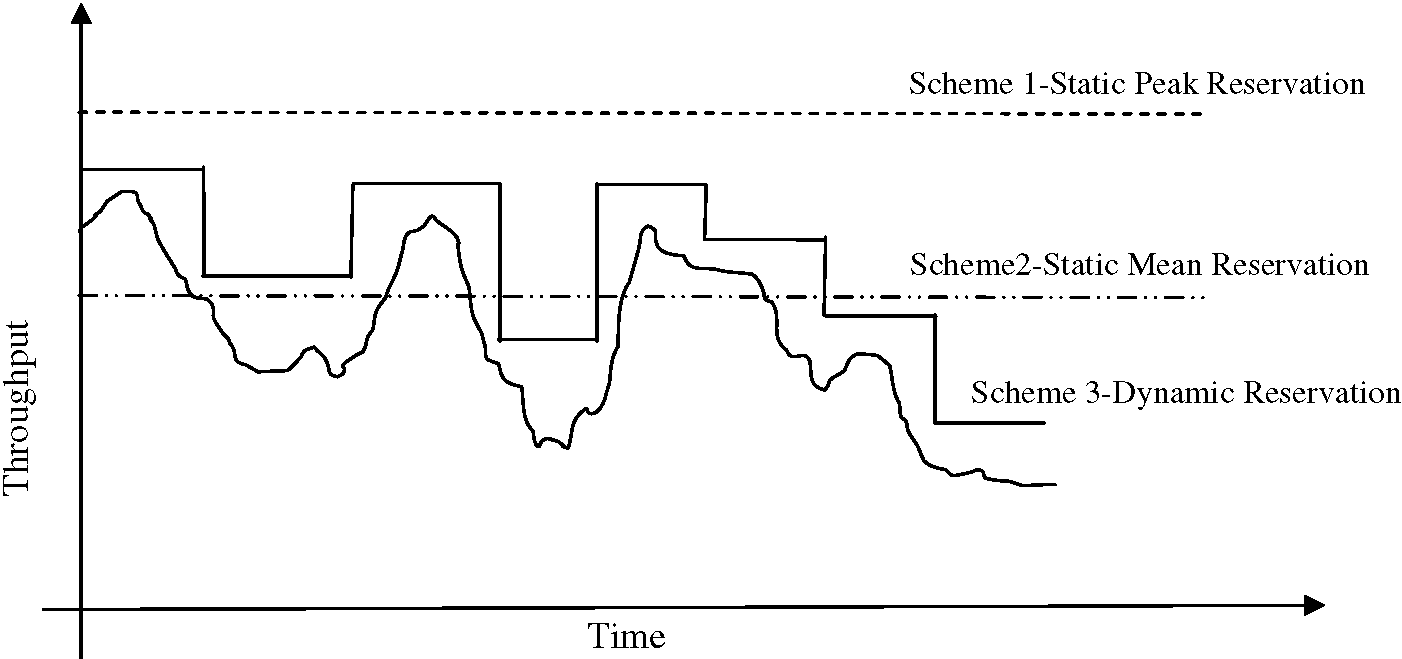 Scheme 1-Static Peak Reservation
Scheme2-Static Mean Reservation
Scheme 3-Dynamic Reservation
Throughput
Time